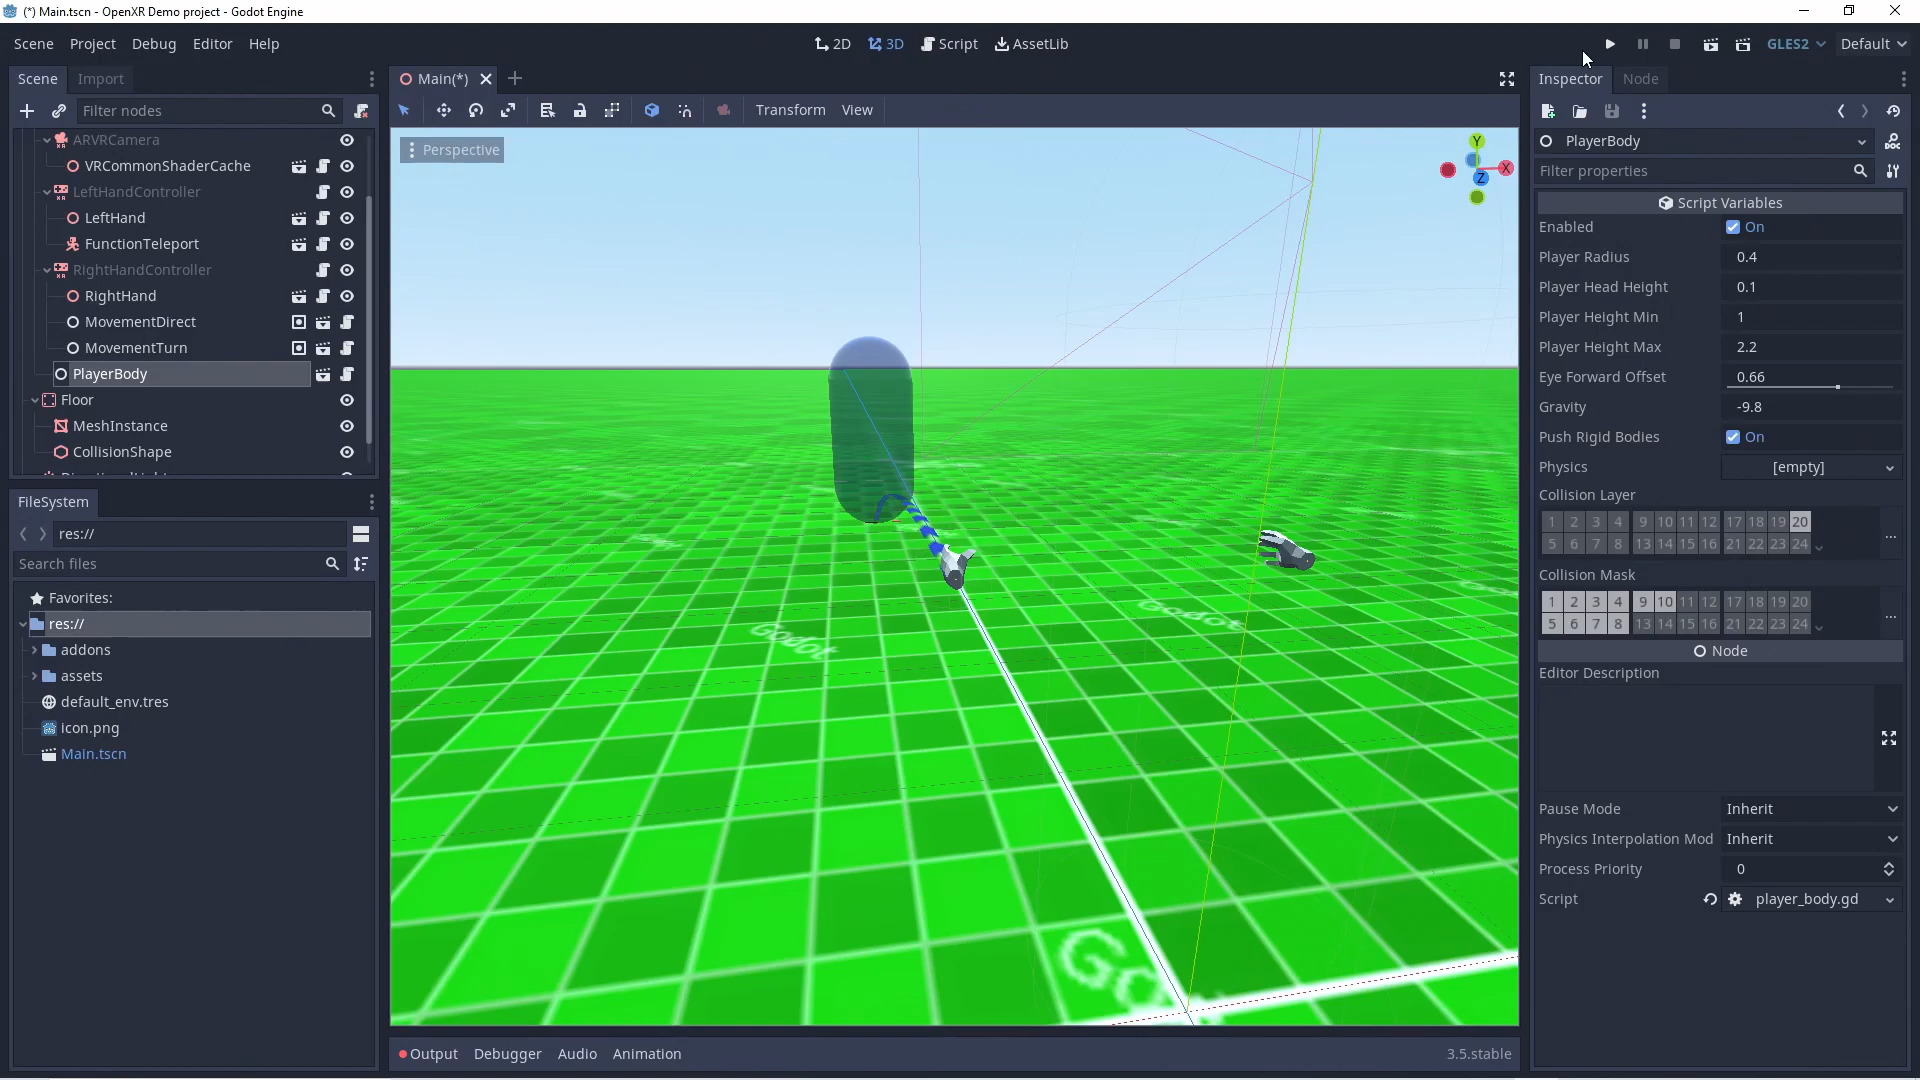 (*) Main.tscn - OpenXR Demo project - Godot Engine
Scene Project Debug Editor Help
2D 3D Script AssetLib
GLES2 Default
Scene Import
Filter nodes
ARVRCamera
VRCommonShaderCache
LeftHandController
LeftHand
FunctionTeleport
RightHandController
RightHand
MovementDirect
MovementTurn
PlayerBody
Floor
MeshInstance
CollisionShape
FileSystem
res://
Search files
Favorites:
res://
addons
assets
default_env.tres
icon.png
Main.tscn
Main(*)
Transform View
Perspective
Y
X
Z
Godot
Godot
Output Debugger Audio Animation 3.5.stable
Inspector Node
PlayerBody
Filter properties
Script Variables
Enabled On
Player Radius 0.4
Player Head Height 0.1
Player Height Min 1
Player Height Max 2.2
Eye Forward Offset 0.66
Gravity -9.8
Push Rigid Bodies On
Physics [empty]
Collision Layer
1 2 3 4 9 10 11 12 17 18 19 20
5 6 7 8 13 14 15 16 21 22 23 24
Collision Mask
1 2 3 4 9 10 11 12 17 18 19 20
5 6 7 8 13 14 15 16 21 22 23 24
Node
Editor Description
Pause Mode Inherit
Physics Interpolation Mod Inherit
Process Priority 0
Script player_body.gd